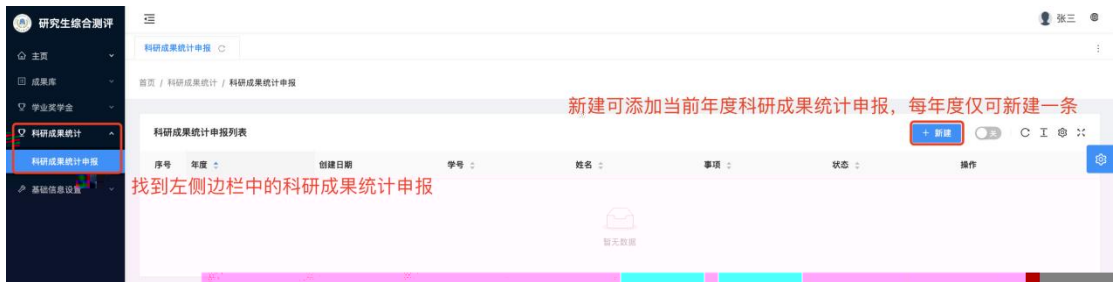 研究生综合测评
张三
主页
科研成果统计申报
成果库
首页 / 科研成果统计 / 科研成果统计申报
学业奖学金
新建可添加当前年度科研成果统计申报，每年度仅可新建一条
科研成果统计
科研成果统计申报列表
+ 新建
关
科研成果统计申报
序号 年度 创建日期 学号 姓名 事项 状态 操作
基础信息设置
找到左侧边栏中的科研成果统计申报
暂无数据